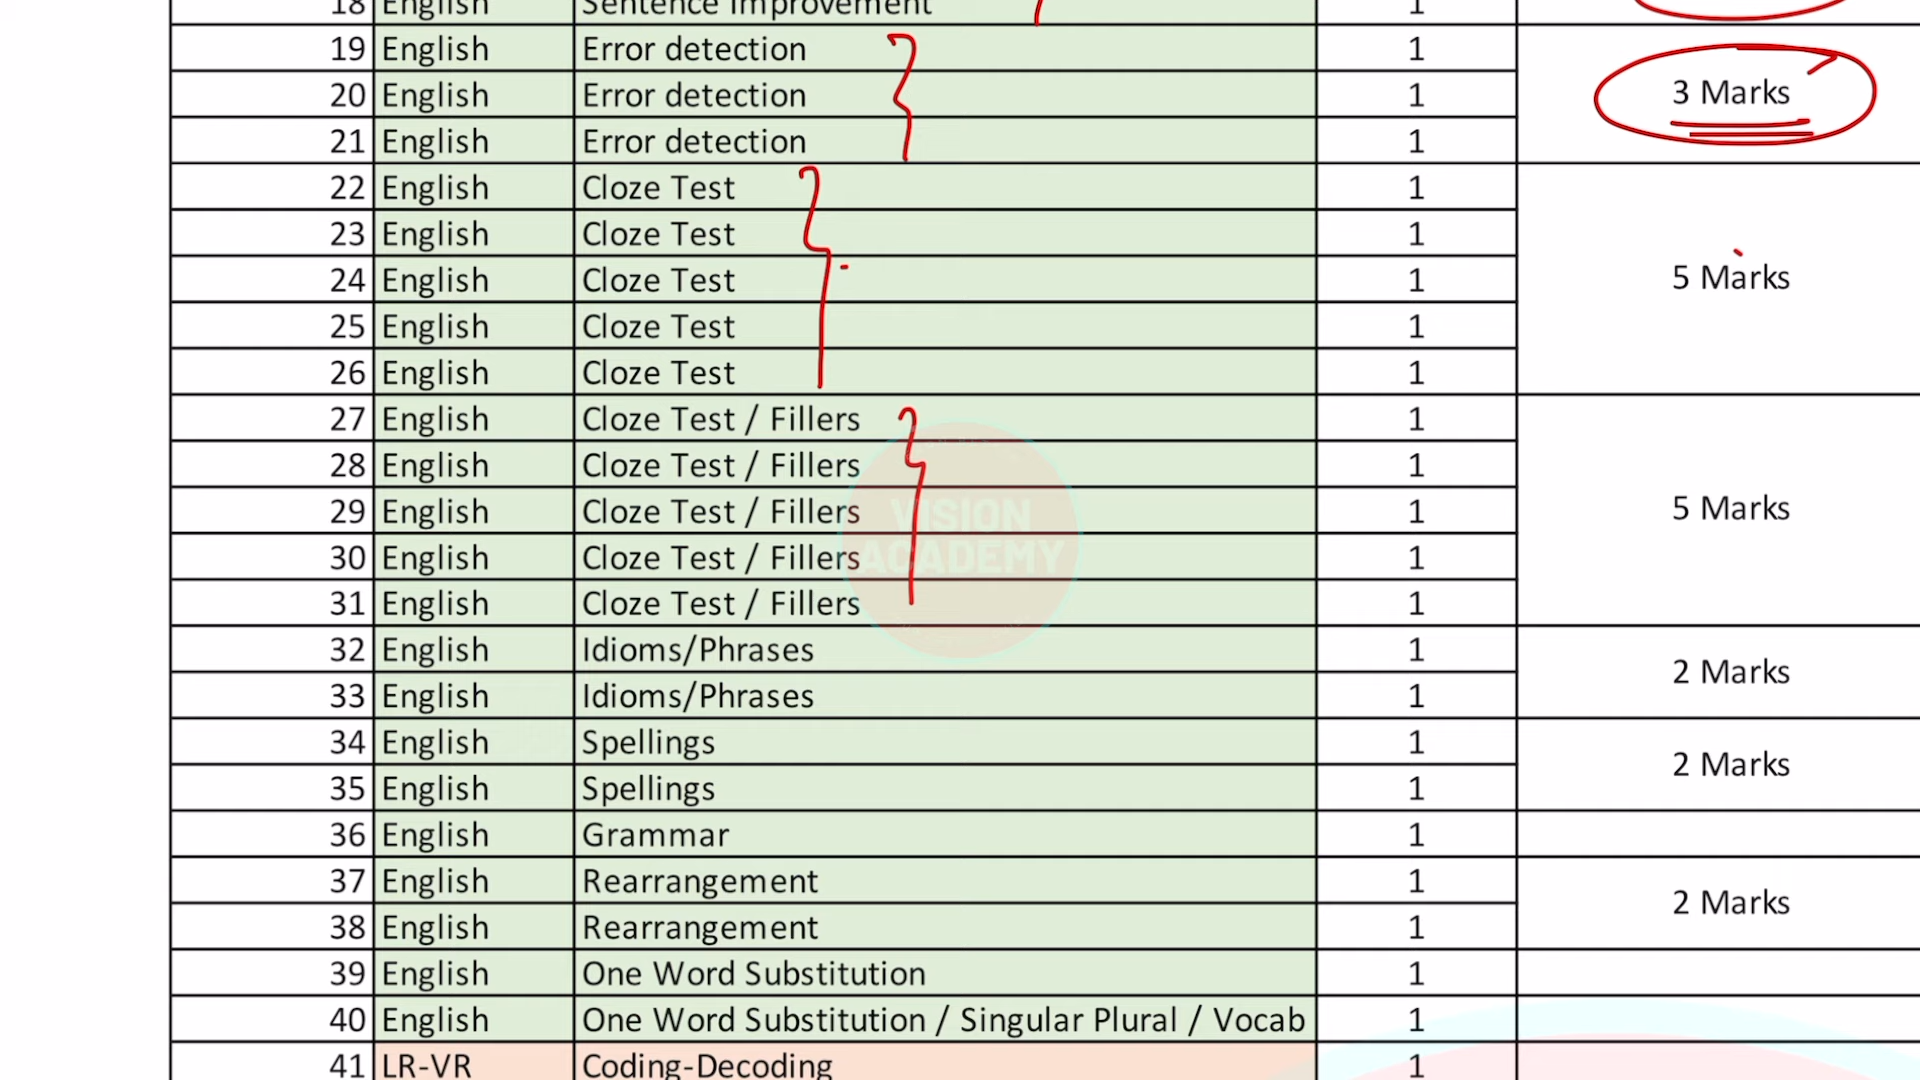 18 English Sentence Improvement 1
19 English Error detection 1
20 English Error detection 1 3 Marks
21 English Error detection 1
22 English Cloze Test 1
23 English Cloze Test 1
24 English Cloze Test 1 5 Marks
25 English Cloze Test 1
26 English Cloze Test 1
27 English Cloze Test / Fillers 1
28 English Cloze Test / Fillers 1
29 English Cloze Test / Fillers 1 5 Marks
30 English Cloze Test / Fillers 1
31 English Cloze Test / Fillers 1
VISION
ACADEMY
32 English Idioms/Phrases 1 2 Marks
33 English Idioms/Phrases 1
34 English Spellings 1 2 Marks
35 English Spellings 1
36 English Grammar 1
37 English Rearrangement 1 2 Marks
38 English Rearrangement 1
39 English One Word Substitution 1
40 English One Word Substitution / Singular Plural / Vocab 1
41 LR-VR Coding-Decoding 1